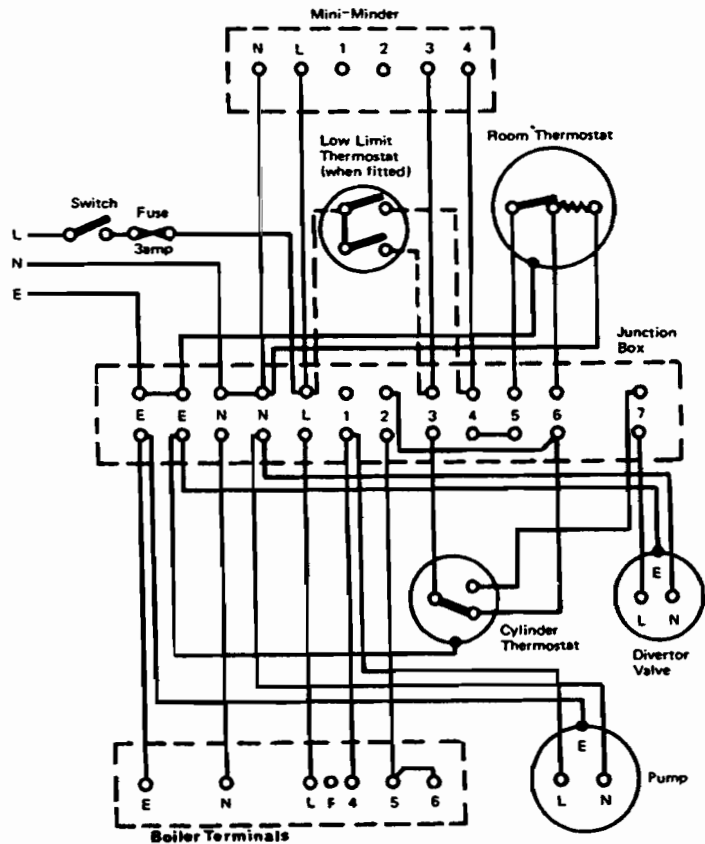 Mini-Minder
N L 1 2 3 4
Low Limit
Thermostat
(when fitted)
Room Thermostat
Switch
Fuse
3amp
L
N
E
Junction
Box
E E N N L 1 2 3 4 5 6 7
E
L N
Cylinder
Thermostat
Divertor
Valve
E
L N
Pump
E N L F 4 5 6
Boiler Terminals